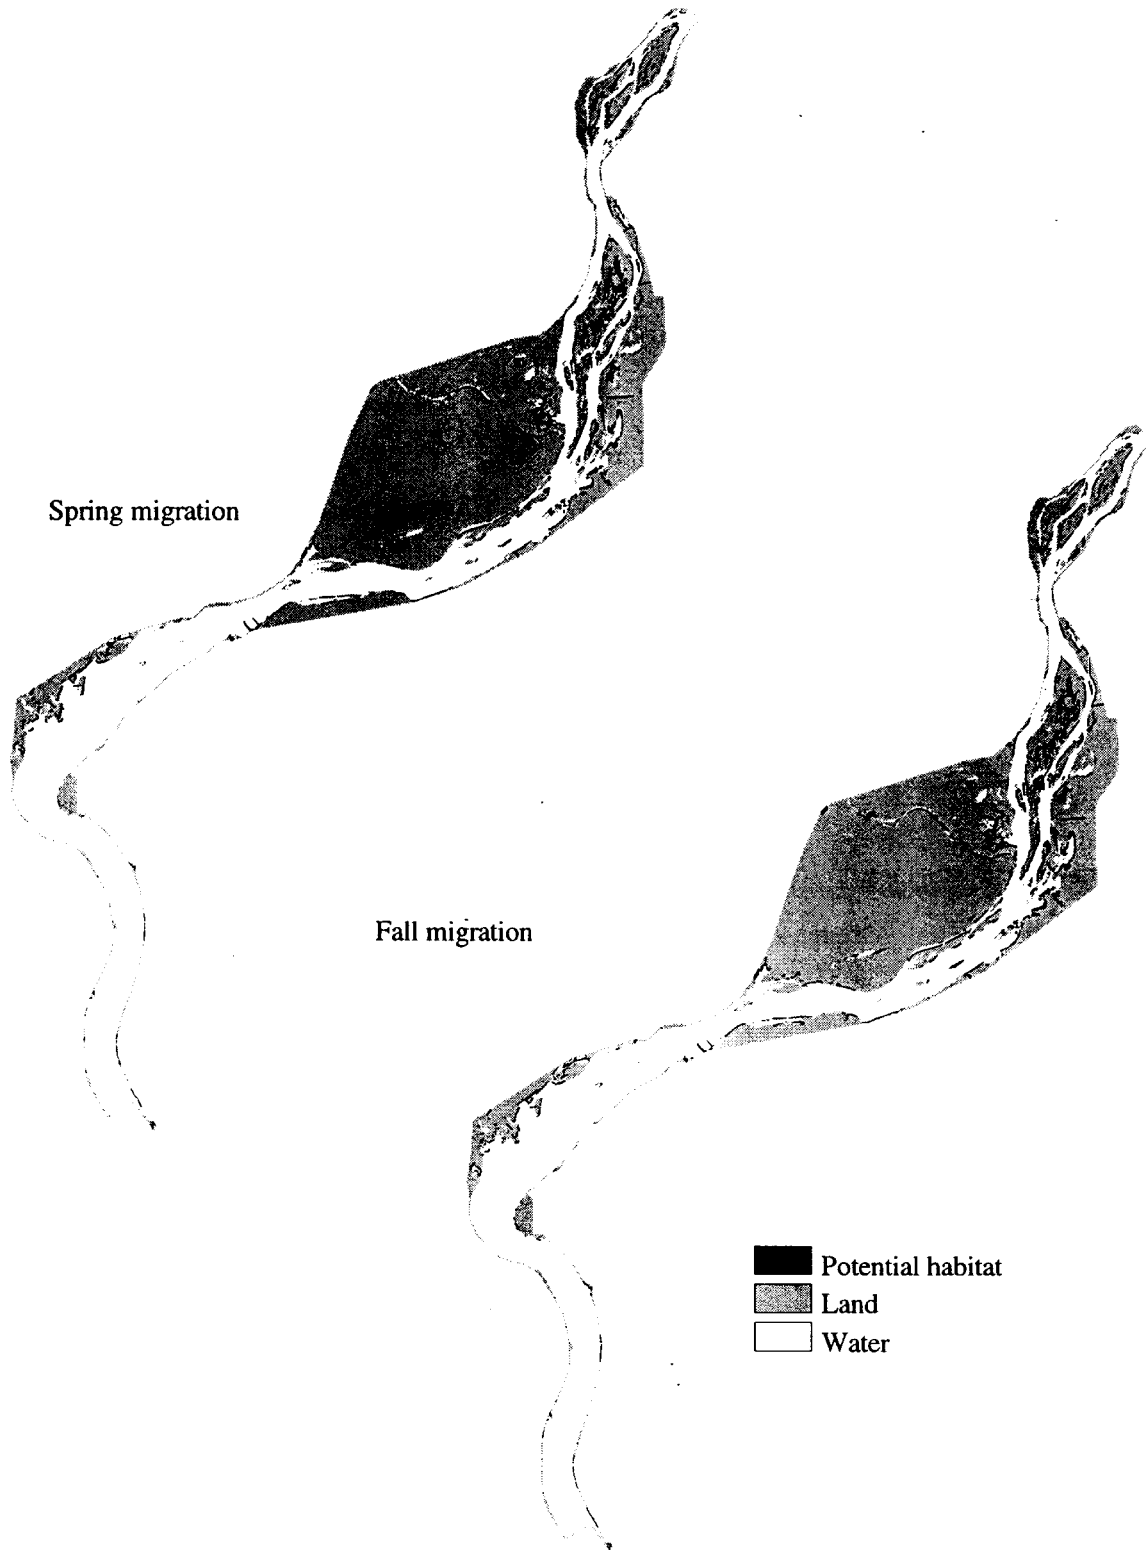 Spring migration
Fall migration
Potential habitat
Land
Water